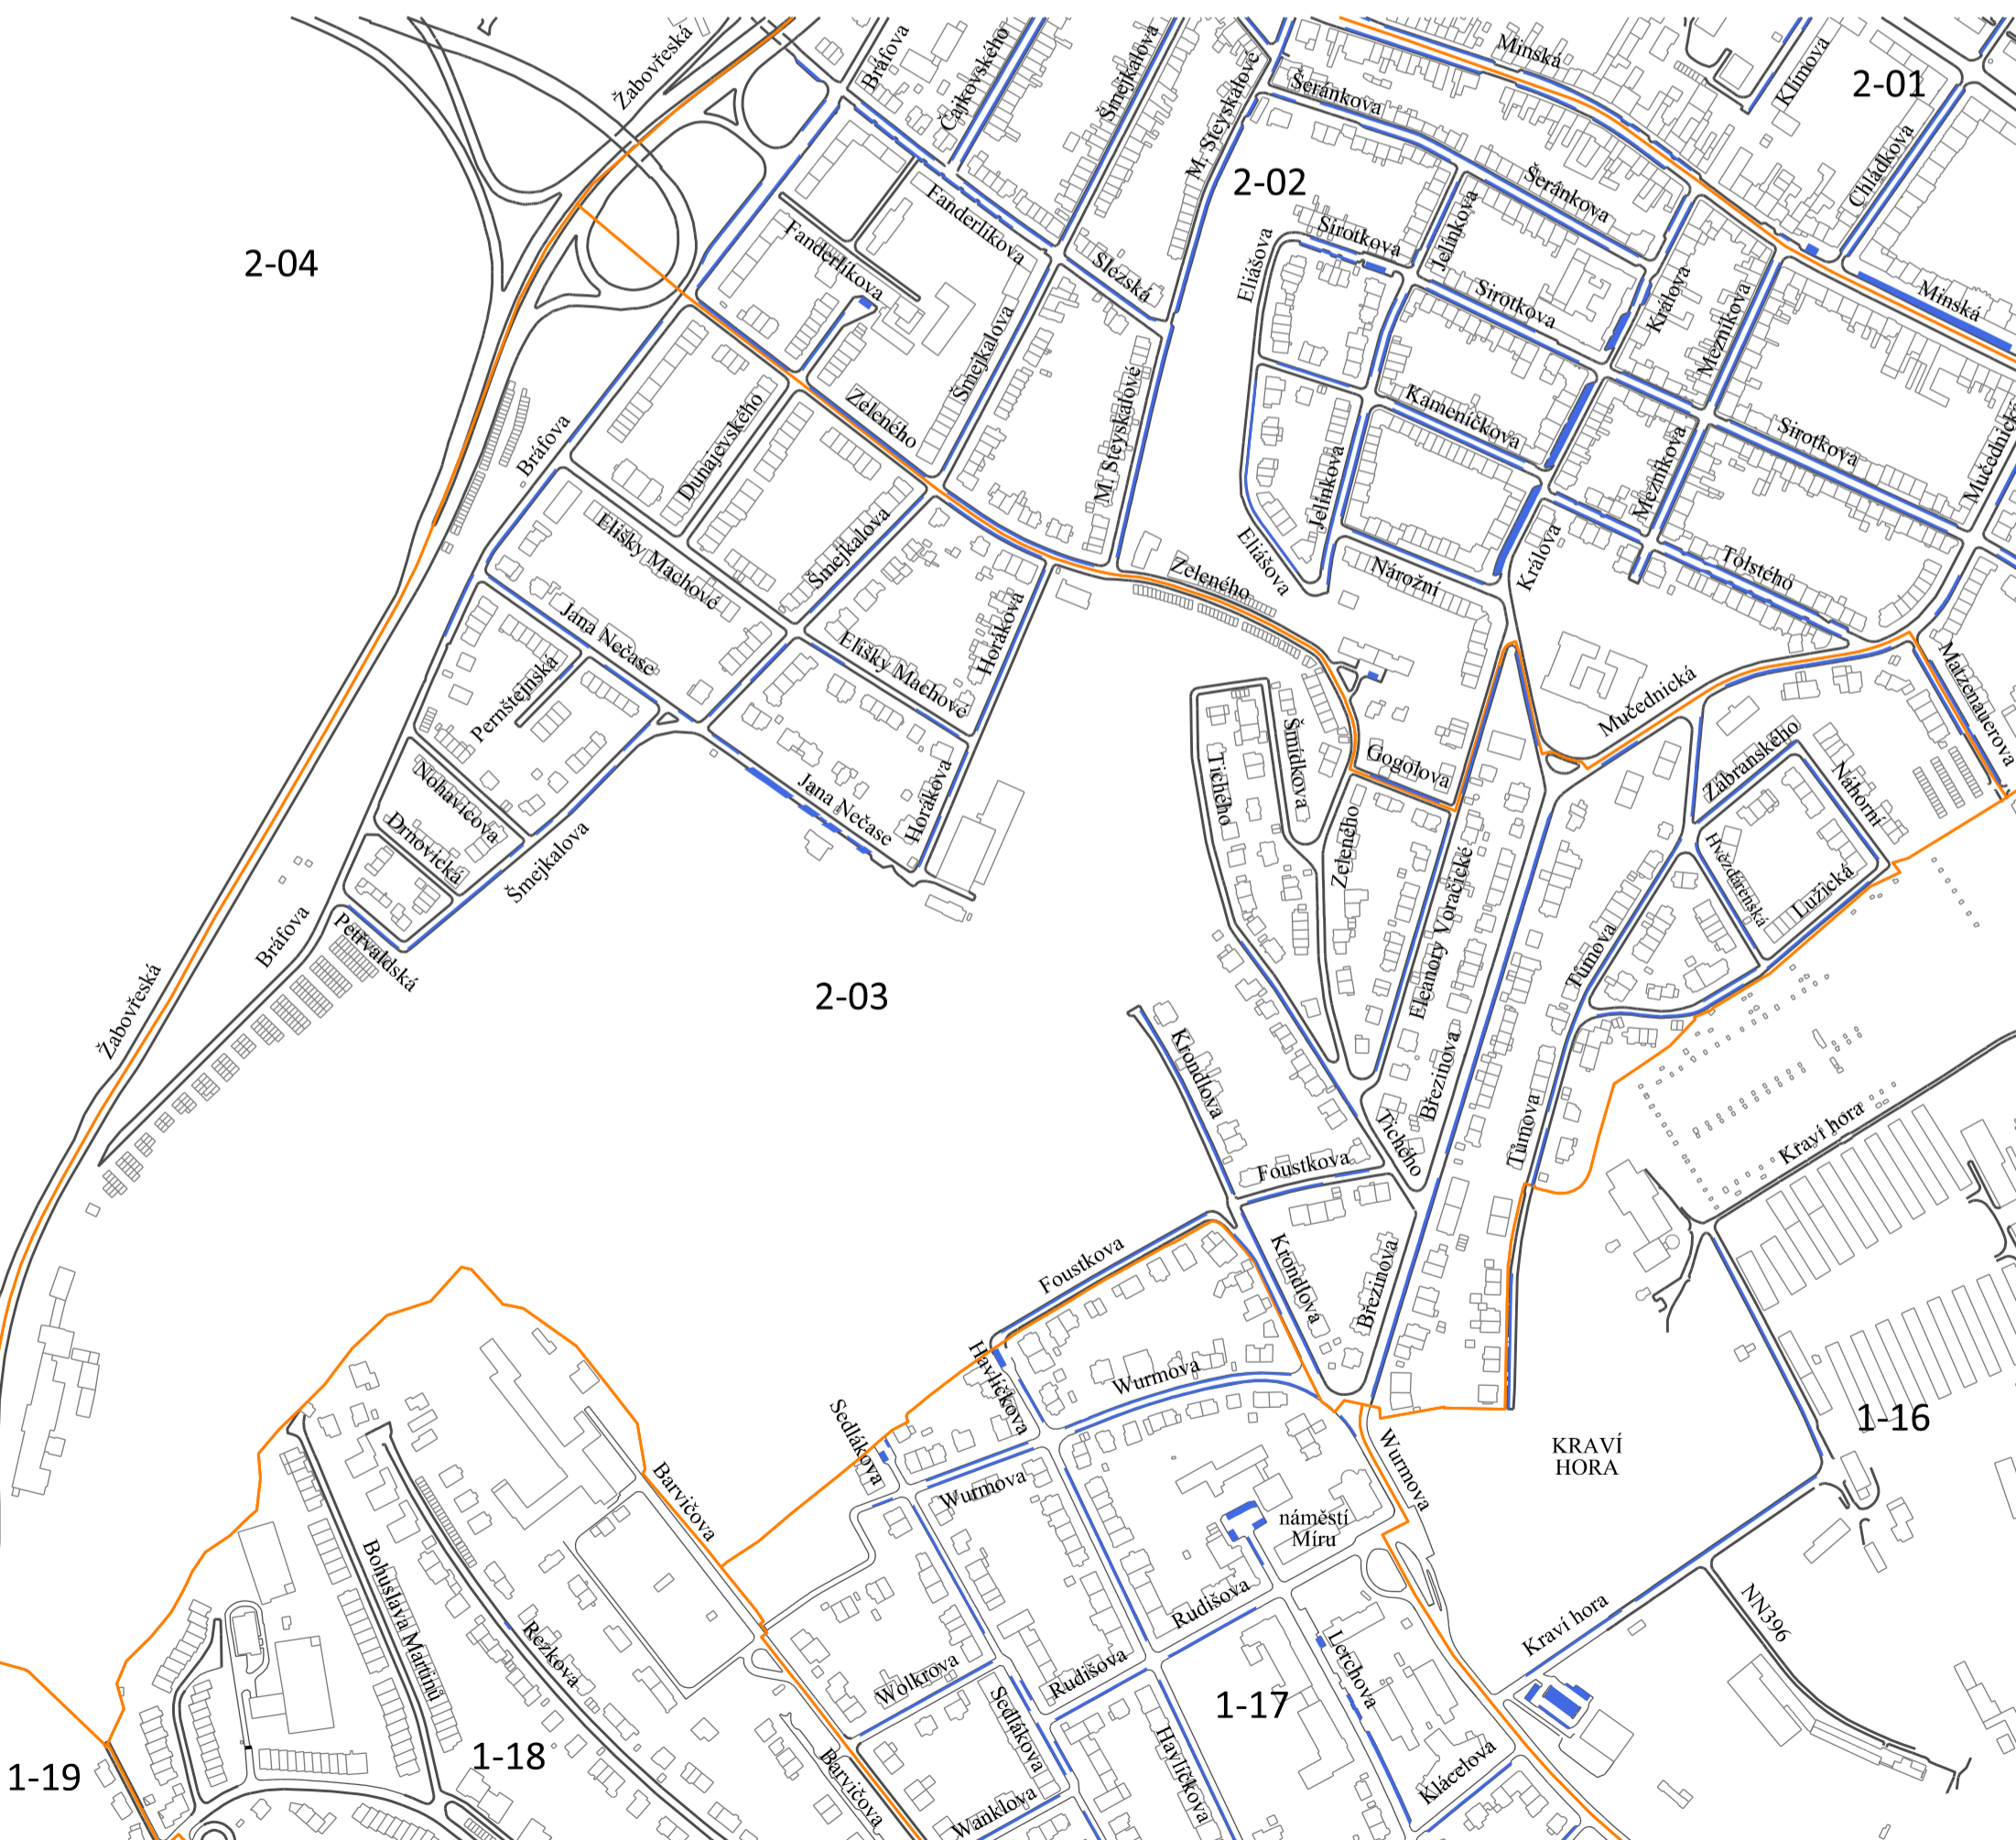 Žabovřeská
Bráfova
Čajkovského
Šmejkalova
M. Steyskalové
Minská
Klímova
2-01
Šeránkova
Chládkova
2-02
Šeránkova
Fanderlíkova
Sirotkova
Jelínkova
Eliášova
Slezská
2-04
Fanderlíkova
Sirotkova
Králova
Mezníkova
Minská
Šmejkalova
Zeleného
Dunajevského
Bráfova
M. Steyskalové
Kameníčkova
Jelínkova
Mezníkova
Sirotkova
Elišky Machové
Šmejkalova
Eliášova
Zeleného
Nárožní
Králova
Tolstého
Jana Nečase
Elišky Machové
Horákova
Matzenauerova
Mučednická
Pernštejnská
Šmídkova
Tichého
Gogolova
Zábranského
Náhorní
Nohavicova
Drnovická
Jana Nečase
Horákova
Šmejkalova
Zeleného
Eleanory Voračické
Hvězdárenská
Lužická
Tůmova
Bráfova
Petřvaldská
Žabovřeská
2-03
Krondlova
Březinova
Tichého
Tůmova
Kraví hora
Foustkova
Foustkova
Krondlova
Březinova
Havlíčkova
Wurmova
Sedlákova
Wurmova
Wurmova
1-16
KRAVÍ
HORA
Barvičova
náměstí
Míru
Bohuslava Martinů
Rezkova
Rudišova
Kraví hora
NN396
Lerchova
Wolkrova
Rudišova
Sedlákova
1-17
Havlíčkova
1-18
1-19
Barvičova
Klácelova
Wanklova